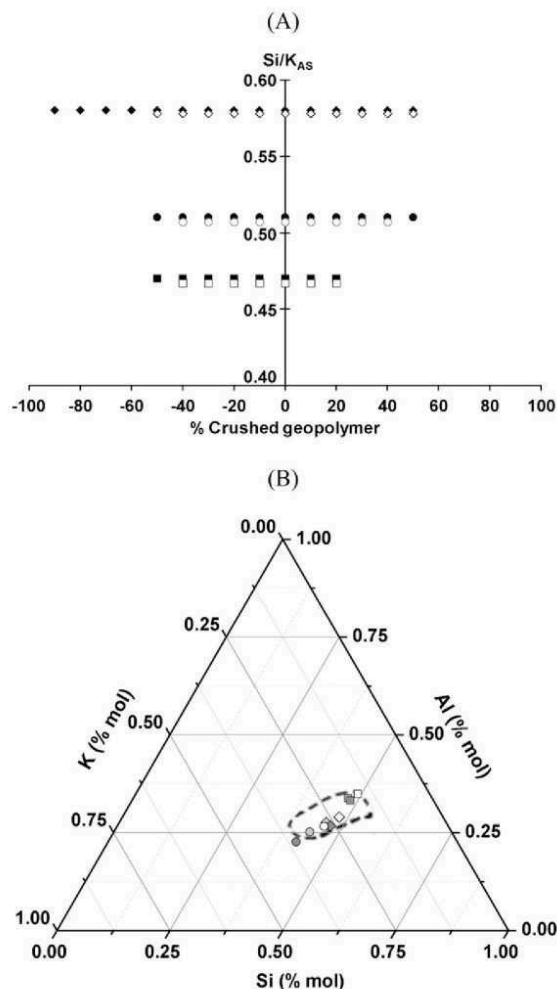 (A)
Si/K_AS
0.60
0.55
0.50
0.45
0.40
-100 -80 -60 -40 -20 0 20 40 60 80 100
% Crushed geopolymer
(B)
0.00 1.00
0.25 0.75
K (% mol) Al (% mol)
0.50 0.50
0.75 0.25
1.00 0.00
0.00 0.25 0.50 0.75 1.00
Si (% mol)